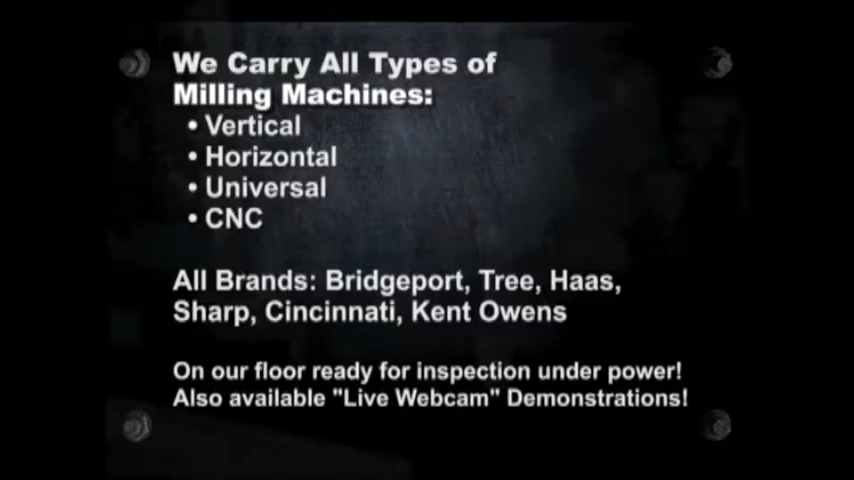 We Carry All Types of
Milling Machines:
• Vertical
• Horizontal
• Universal
• CNC
All Brands: Bridgeport, Tree, Haas,
Sharp, Cincinnati, Kent Owens
On our floor ready for inspection under power!
Also available "Live Webcam" Demonstrations!